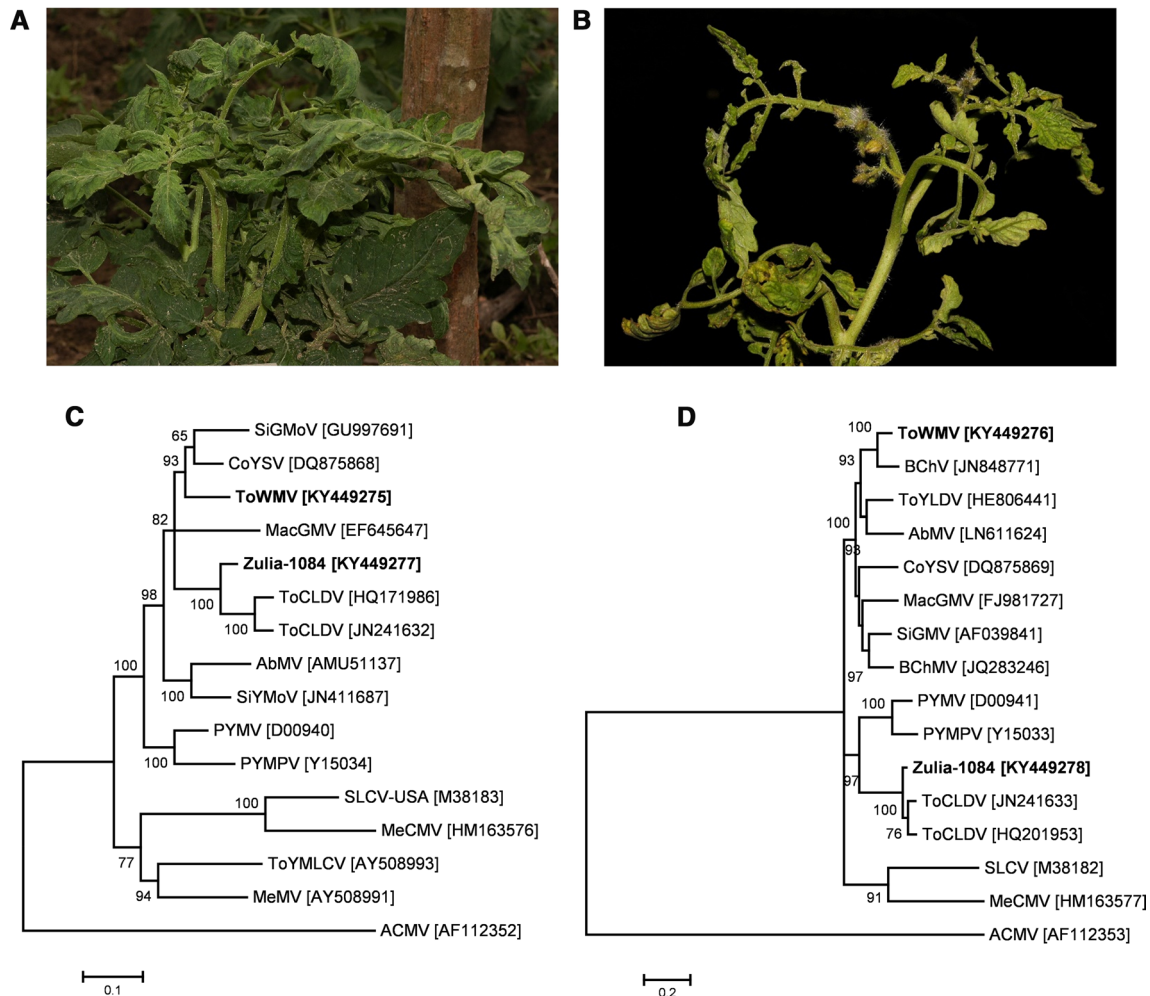 A
B
C
65
SiGMoV [GU997691]
93
CoYSV [DQ875868]
ToWMV [KY449275]
82
MacGMV [EF645647]
Zulia-1084 [KY449277]
98
100
ToCLDV [HQ171986]
100
ToCLDV [JN241632]
100
AbMV [AMU51137]
100
SiYMoV [JN411687]
PYMV [D00940]
100
PYMPV [Y15034]
100
SLCV-USA [M38183]
MeCMV [HM163576]
77
ToYMLCV [AY508993]
94
MeMV [AY508991]
ACMV [AF112352]
0.1
D
100
ToWMV [KY449276]
93
BChV [JN848771]
ToYLDV [HE806441]
100
AbMV [LN611624]
93
CoYSV [DQ875869]
MacGMV [FJ981727]
SiGMV [AF039841]
97
BChMV [JQ283246]
100
PYMV [D00941]
PYMPV [Y15033]
97
Zulia-1084 [KY449278]
100
ToCLDV [JN241633]
76
ToCLDV [HQ201953]
SLCV [M38182]
91
MeCMV [HM163577]
ACMV [AF112353]
0.2